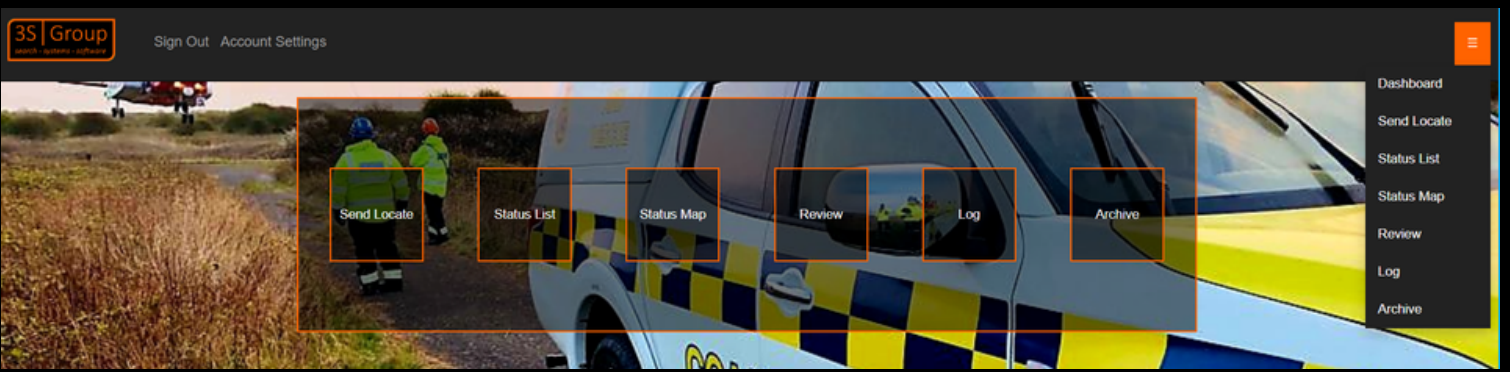 3S Group
search - systems - software
Sign Out Account Settings
☰
Dashboard
Send Locate
Status List
Status Map
Review
Log
Archive
Send Locate
Status List
Status Map
Review
Log
Archive